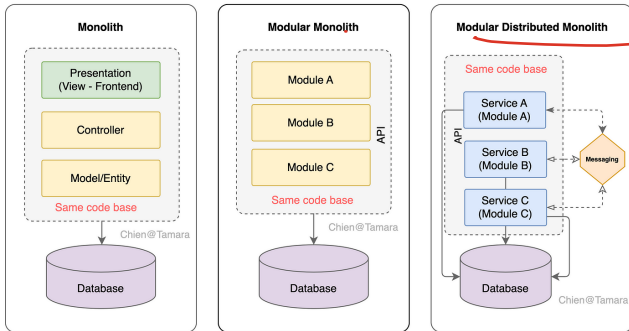 Monolith
Presentation
(View - Frontend)
Controller
Model/Entity
Same code base
Chien@Tamara
Database
Modular Monolith
Module A
Module B
Module C
API
Same code base
Chien@Tamara
Database
Modular Distributed Monolith
Same code base
Service A
(Module A)
API
Service B
(Module B)
Messaging
Service C
(Module C)
Database
Chien@Tamara